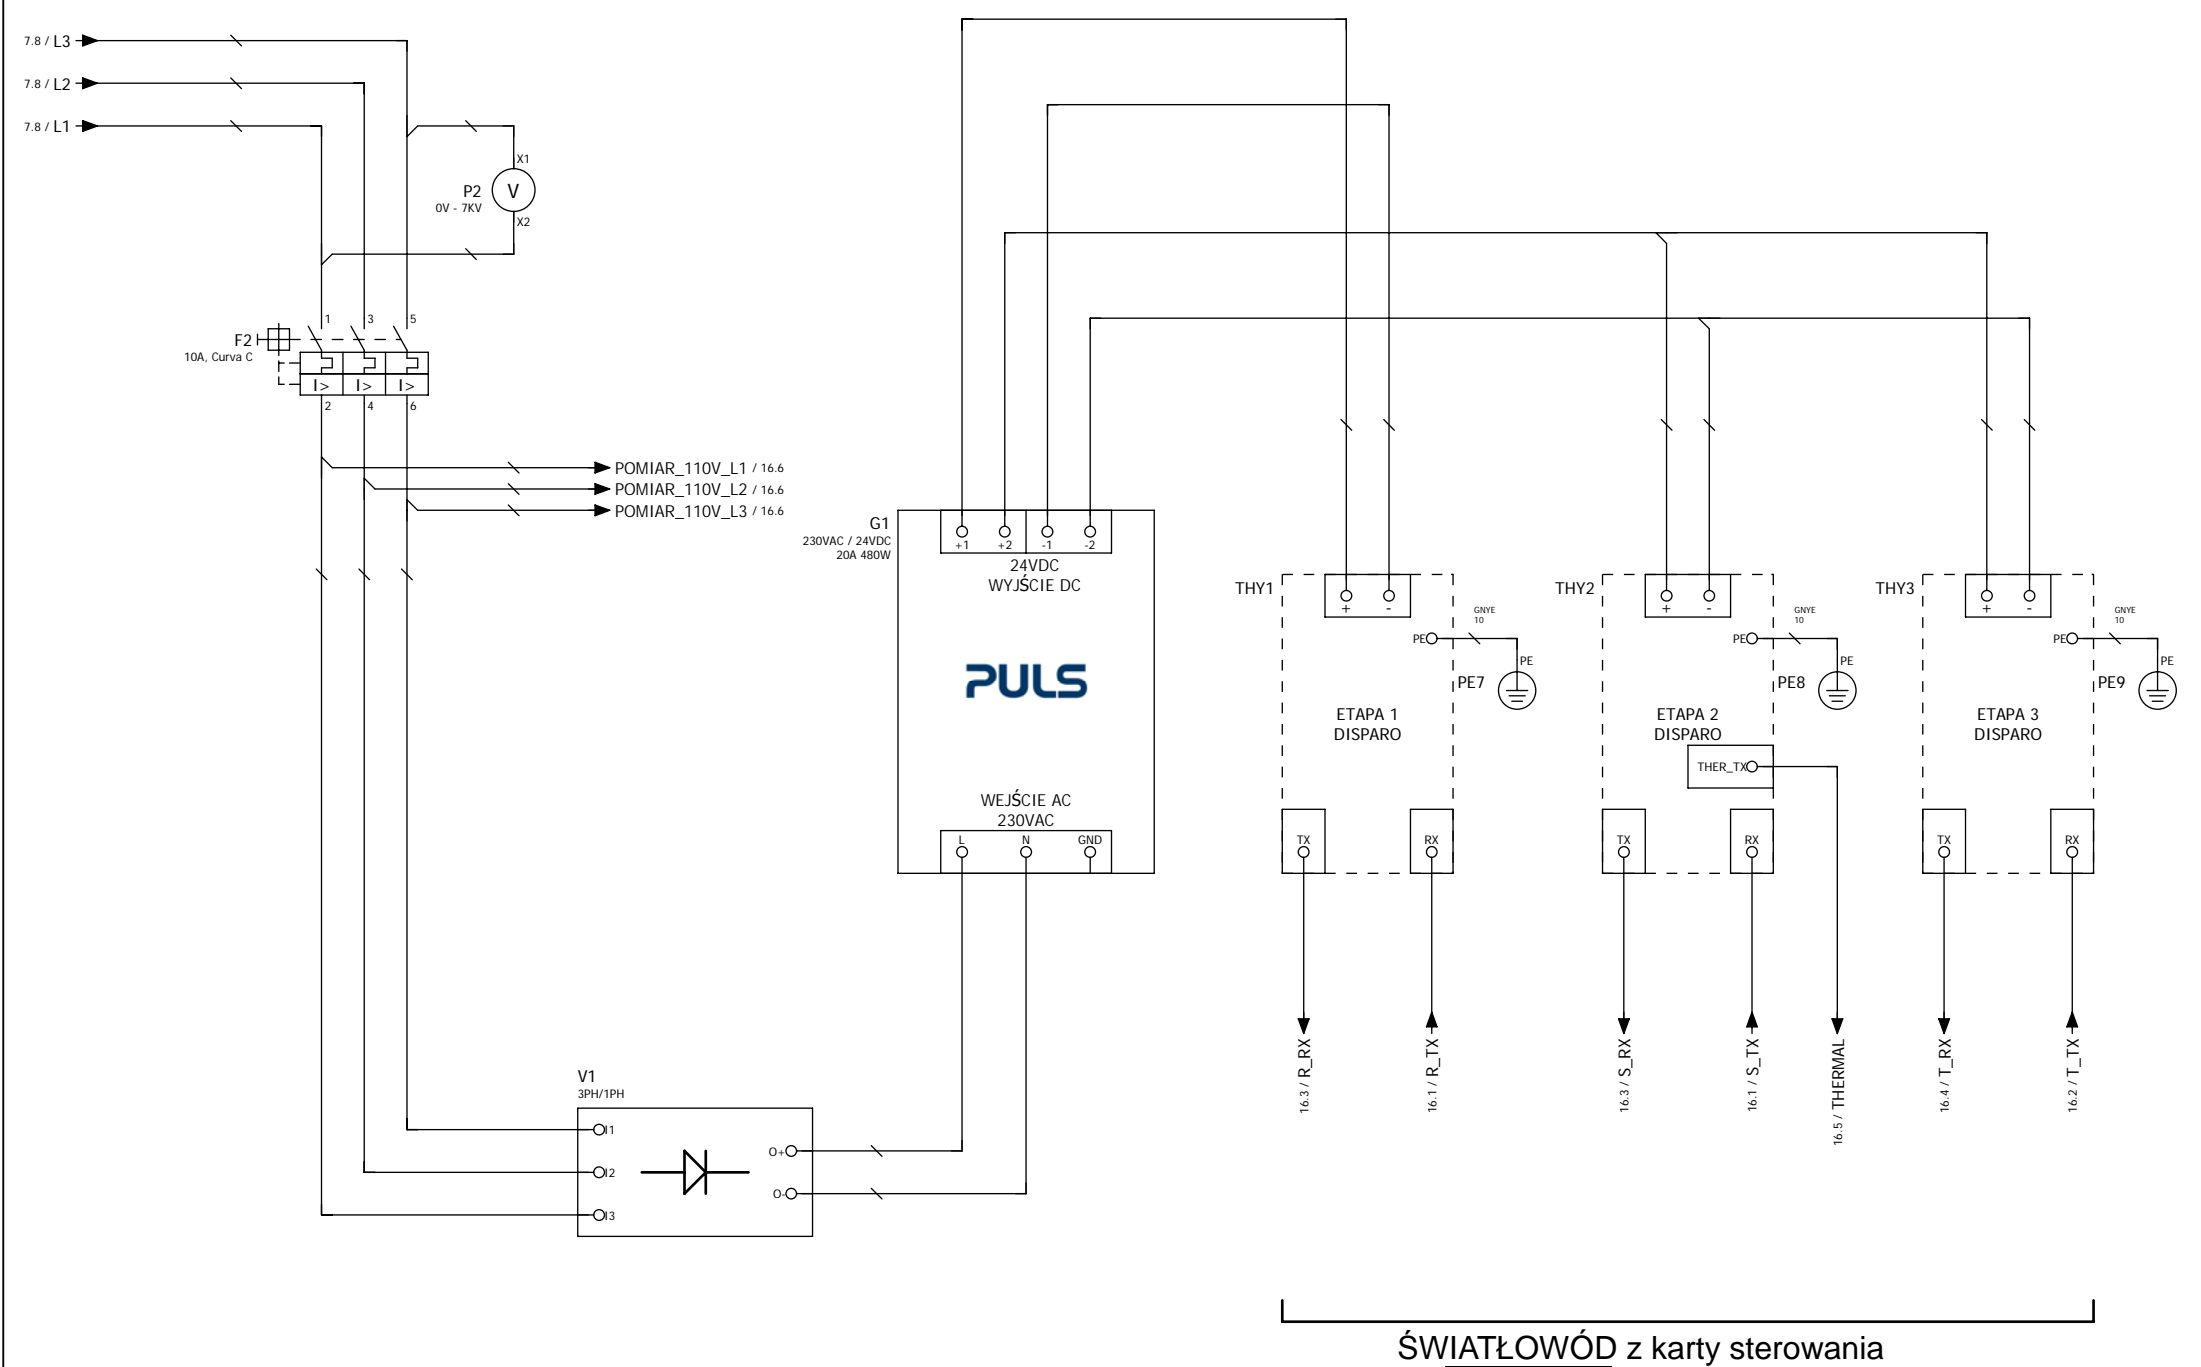 7.8 / L3
7.8 / L2
7.8 / L1
X1
P2
V
0V - 7KV
X2
1 3 5
F2
10A, Curva C
I> I> I>
2 4 6
POMIAR_110V_L1 / 16.6
POMIAR_110V_L2 / 16.6
POMIAR_110V_L3 / 16.6
G1
230VAC / 24VDC
20A 480W
+1 +2 -1 -2
24VDC
WYJŚCIE DC
PULS
WEJŚCIE AC
230VAC
L N GND
V1
3PH/1PH
I1
I2
I3
O+
O-
THY1
+ -
GNYE
10
PE
PE
PE7
ETAPA 1
DISPARO
TX RX
16.3 / R_RX
16.1 / R_TX
THY2
+ -
GNYE
10
PE
PE
PE8
ETAPA 2
DISPARO
THER_TX
TX RX
16.3 / S_RX
16.1 / S_TX
16.5 / THERMAL
THY3
+ -
GNYE
10
PE
PE
PE9
ETAPA 3
DISPARO
TX RX
16.4 / T_RX
16.2 / T_TX
ŚWIATŁOWÓD z karty sterowania